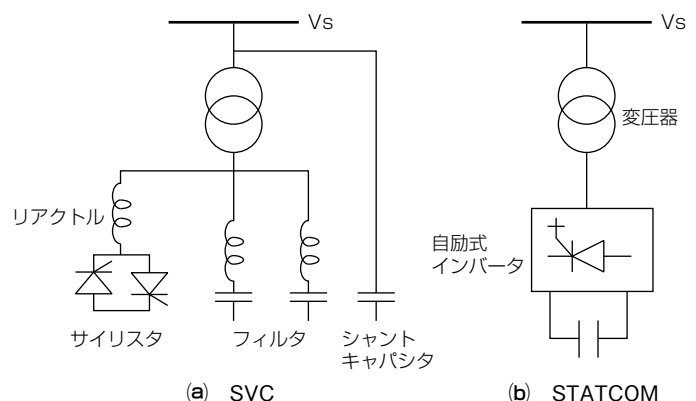 Vs
リアクトル
サイリスタ
フィルタ
シャント
キャパシタ
(a) SVC
Vs
変圧器
自励式
インバータ
(b) STATCOM